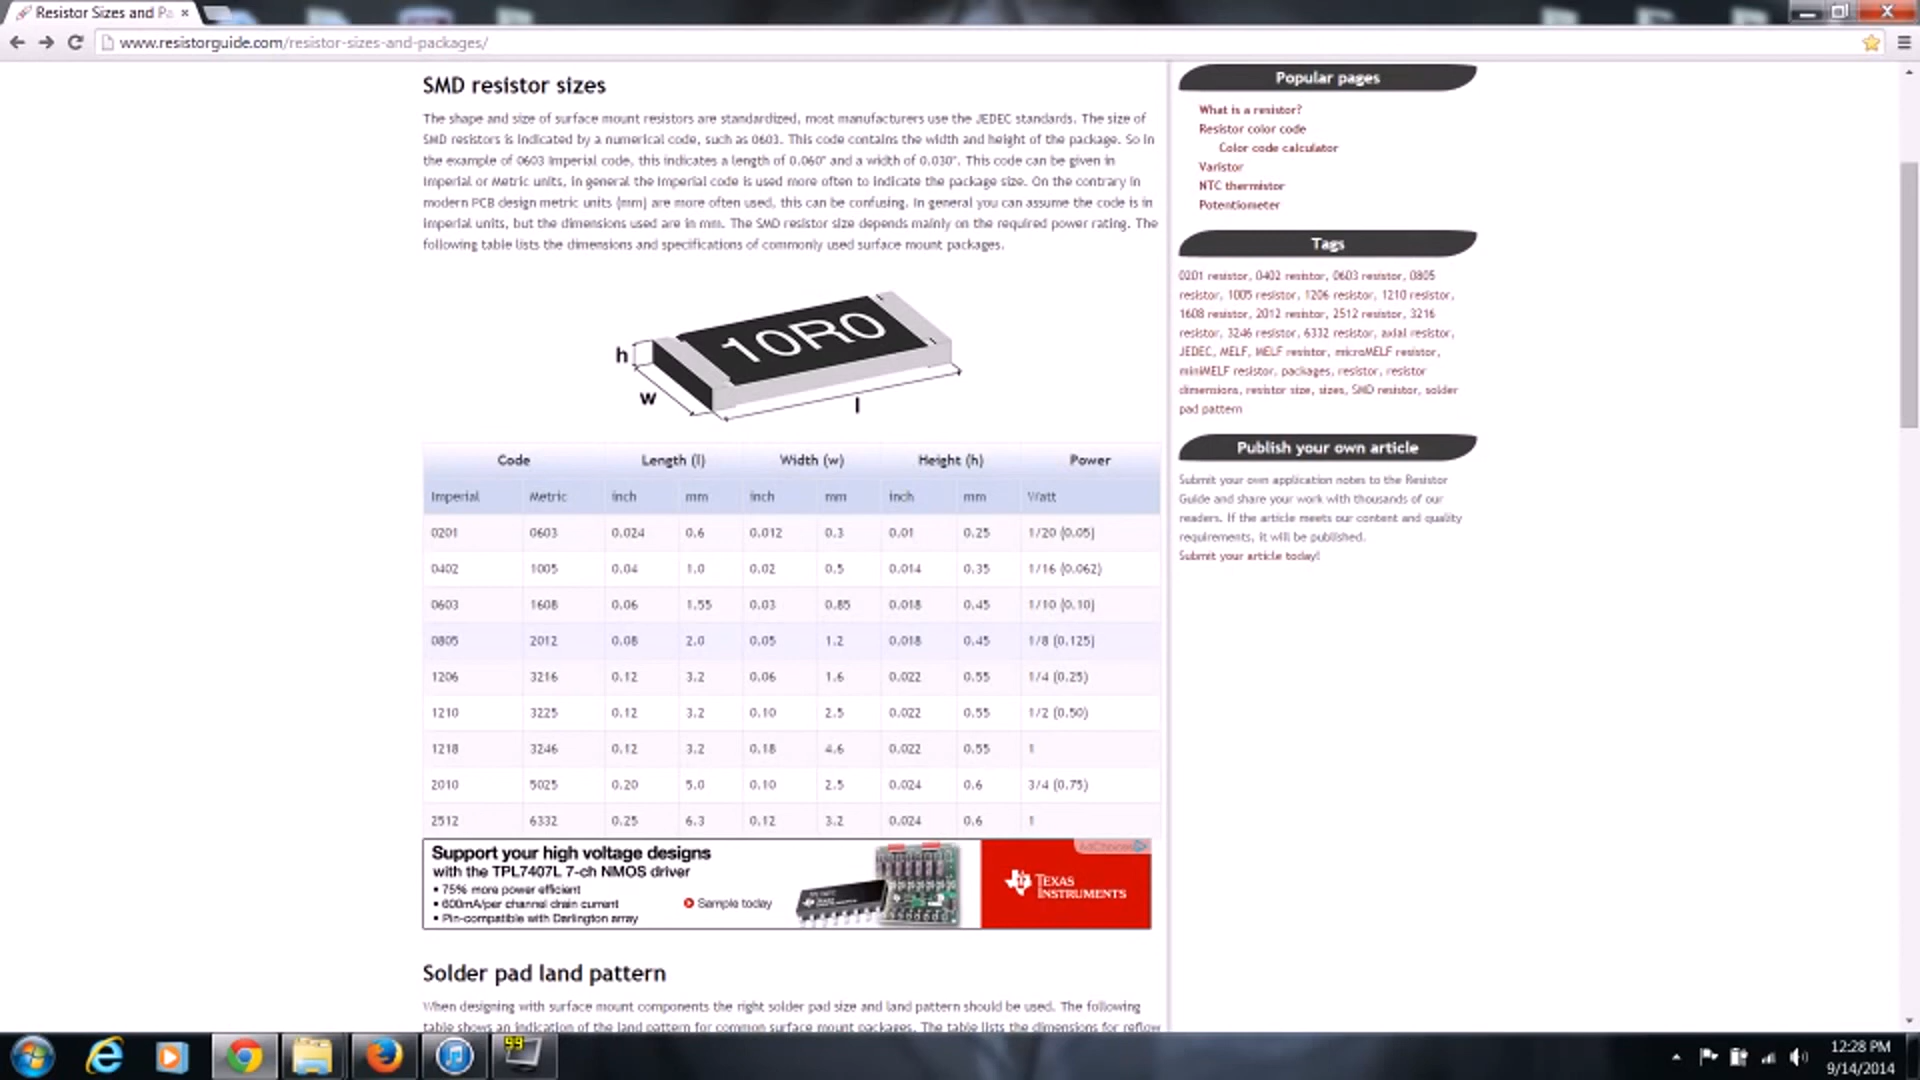 Resistor Sizes and Pa
www.resistorguide.com/resistor-sizes-and-packages/
SMD resistor sizes
The shape and size of surface mount resistors are standardized, most manufacturers use the JEDEC standards. The size of
SMD resistors is indicated by a numerical code, such as 0603. This code contains the width and height of the package. So in
the example of 0603 Imperial code, this indicates a length of 0.060" and a width of 0.030". This code can be given in
Imperial or Metric units, in general the Imperial code is used more often to indicate the package size. On the contrary in
modern PCB design metric units (mm) are more often used, this can be confusing. In general you can assume the code is in
imperial units, but the dimensions used are in mm. The SMD resistor size depends mainly on the required power rating. The
following table lists the dimensions and specifications of commonly used surface mount packages.
10R0
h
w
l
Code Length (l) Width (w) Height (h) Power
Imperial Metric inch mm inch mm inch mm Watt
0201 0603 0.024 0.6 0.012 0.3 0.01 0.25 1/20 (0.05)
0402 1005 0.04 1.0 0.02 0.5 0.014 0.35 1/16 (0.062)
0603 1608 0.06 1.55 0.03 0.85 0.018 0.45 1/10 (0.10)
0805 2012 0.08 2.0 0.05 1.2 0.018 0.45 1/8 (0.125)
1206 3216 0.12 3.2 0.06 1.6 0.022 0.55 1/4 (0.25)
1210 3225 0.12 3.2 0.10 2.5 0.022 0.55 1/2 (0.50)
1218 3246 0.12 3.2 0.18 4.6 0.022 0.55 1
2010 5025 0.20 5.0 0.10 2.5 0.024 0.6 3/4 (0.75)
2512 6332 0.25 6.3 0.12 3.2 0.024 0.6 1
Support your high voltage designs
with the TPL7407L 7-ch NMOS driver
• 75% more power efficient
• 600mA/per channel drain current
• Pin-compatible with Darlington array
Sample today
TEXAS
INSTRUMENTS
AdChoices
Solder pad land pattern
When designing with surface mount components the right solder pad size and land pattern should be used. The following
table shows an indication of the land pattern for common surface mount packages. The table lists the dimensions for reflow
Popular pages
What is a resistor?
Resistor color code
Color code calculator
Varistor
NTC thermistor
Potentiometer
Tags
0201 resistor, 0402 resistor, 0603 resistor, 0805
resistor, 1005 resistor, 1206 resistor, 1210 resistor,
1608 resistor, 2012 resistor, 2512 resistor, 3216
resistor, 3246 resistor, 6332 resistor, axial resistor,
JEDEC, MELF, MELF resistor, microMELF resistor,
miniMELF resistor, packages, resistor, resistor
dimensions, resistor size, sizes, SMD resistor, solder
pad pattern
Publish your own article
Submit your own application notes to the Resistor
Guide and share your work with thousands of our
readers. If the article meets our content and quality
requirements, it will be published.
Submit your article today!
99
12:28 PM
9/14/2014